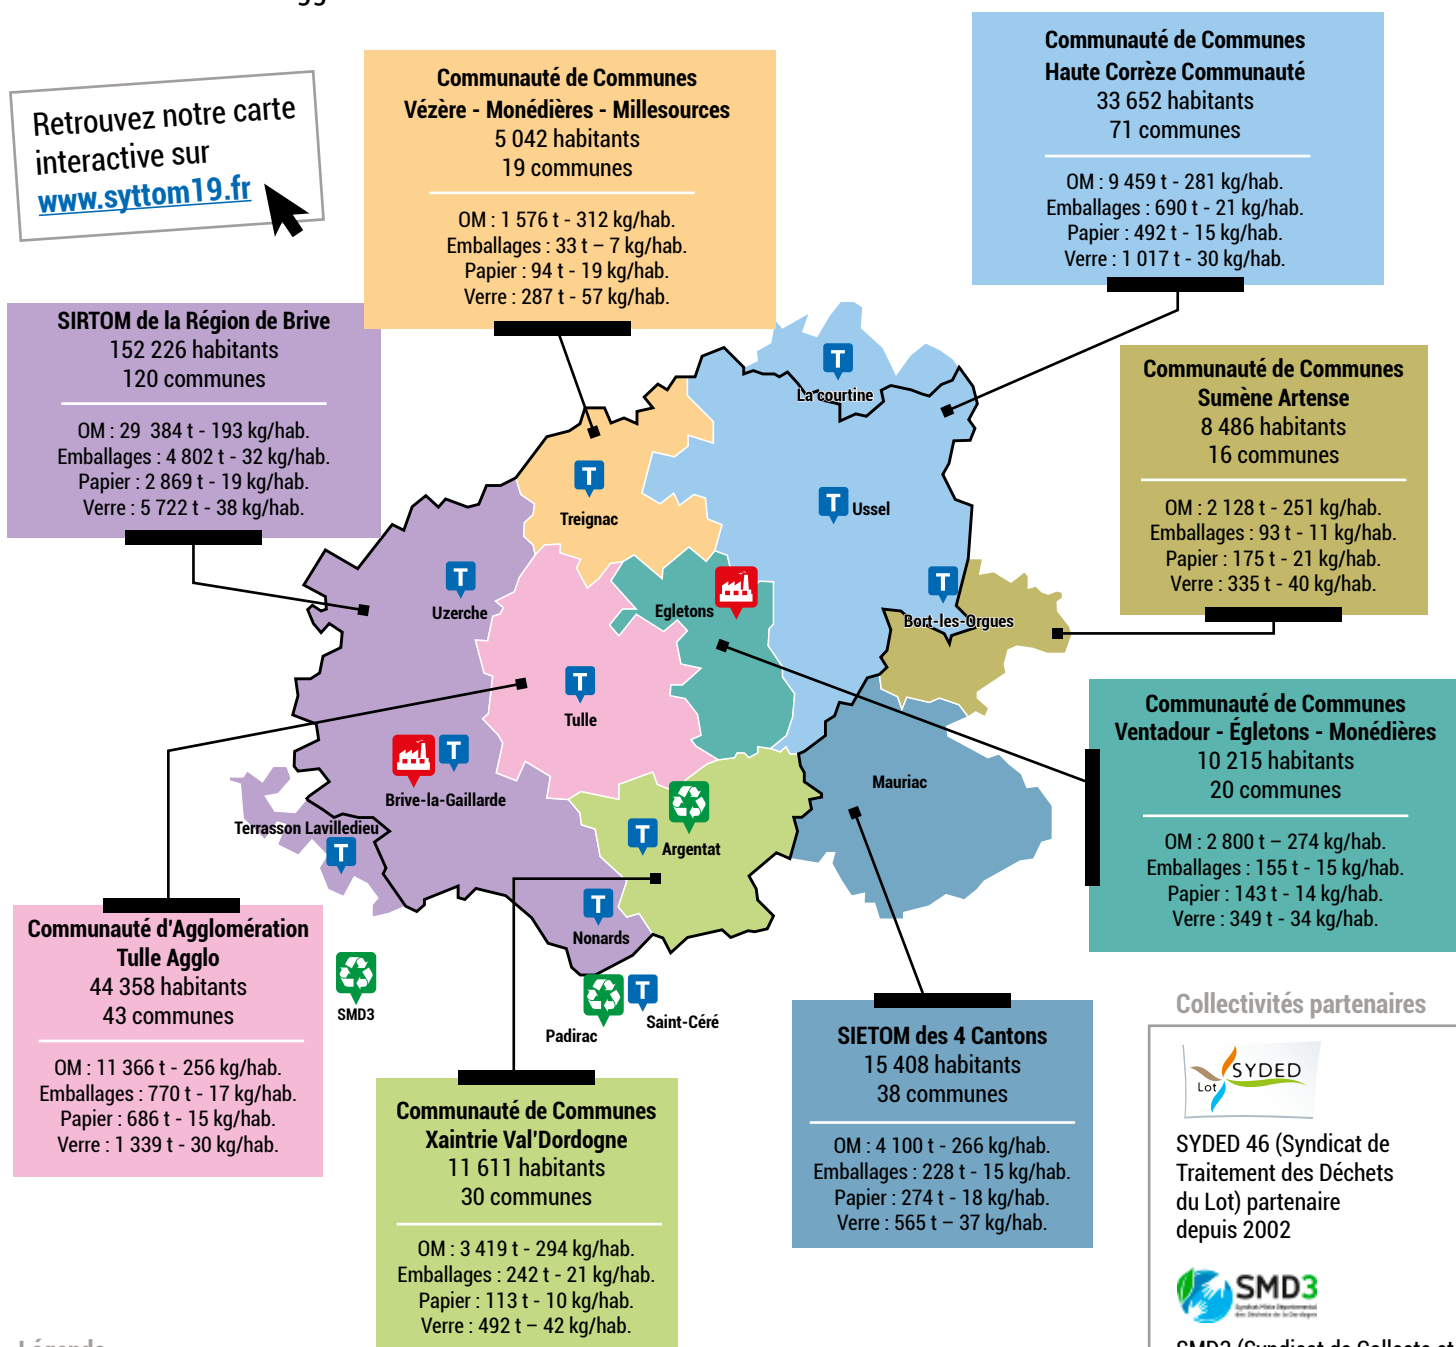 Retrouvez notre carte
interactive sur
www.syttom19.fr
Communauté de Communes
Vézère - Monédières - Millesources
5 042 habitants
19 communes
OM : 1 576 t - 312 kg/hab.
Emballages : 33 t – 7 kg/hab.
Papier : 94 t - 19 kg/hab.
Verre : 287 t - 57 kg/hab.
Communauté de Communes
Haute Corrèze Communauté
33 652 habitants
71 communes
OM : 9 459 t - 281 kg/hab.
Emballages : 690 t - 21 kg/hab.
Papier : 492 t - 15 kg/hab.
Verre : 1 017 t - 30 kg/hab.
SIRTOM de la Région de Brive
152 226 habitants
120 communes
OM : 29 384 t - 193 kg/hab.
Emballages : 4 802 t - 32 kg/hab.
Papier : 2 869 t - 19 kg/hab.
Verre : 5 722 t - 38 kg/hab.
Communauté de Communes
Sumène Artense
8 486 habitants
16 communes
OM : 2 128 t - 251 kg/hab.
Emballages : 93 t - 11 kg/hab.
Papier : 175 t - 21 kg/hab.
Verre : 335 t - 40 kg/hab.
T
La courtine
T
Treignac
T
Ussel
T
Uzerche
Egletons
T
Bort-les-Orgues
T
Tulle
T
Brive-la-Gaillarde
Mauriac
Terrasson Lavilledieu
T
T
Argentat
T
Nonards
SMD3
Padirac
T
Saint-Céré
Communauté de Communes
Ventadour - Égletons - Monédières
10 215 habitants
20 communes
OM : 2 800 t – 274 kg/hab.
Emballages : 155 t - 15 kg/hab.
Papier : 143 t - 14 kg/hab.
Verre : 349 t - 34 kg/hab.
Communauté d'Agglomération
Tulle Agglo
44 358 habitants
43 communes
OM : 11 366 t - 256 kg/hab.
Emballages : 770 t - 17 kg/hab.
Papier : 686 t - 15 kg/hab.
Verre : 1 339 t - 30 kg/hab.
Communauté de Communes
Xaintrie Val'Dordogne
11 611 habitants
30 communes
OM : 3 419 t - 294 kg/hab.
Emballages : 242 t - 21 kg/hab.
Papier : 113 t - 10 kg/hab.
Verre : 492 t – 42 kg/hab.
SIETOM des 4 Cantons
15 408 habitants
38 communes
OM : 4 100 t - 266 kg/hab.
Emballages : 228 t - 15 kg/hab.
Papier : 274 t - 18 kg/hab.
Verre : 565 t – 37 kg/hab.
Collectivités partenaires
Lot SYDED
SYDED 46 (Syndicat de
Traitement des Déchets
du Lot) partenaire
depuis 2002
SMD3
Syndicat Mixte Départemental
des Déchets de la Dordogne
SMD3 (Syndicat de Collecte et
Légende